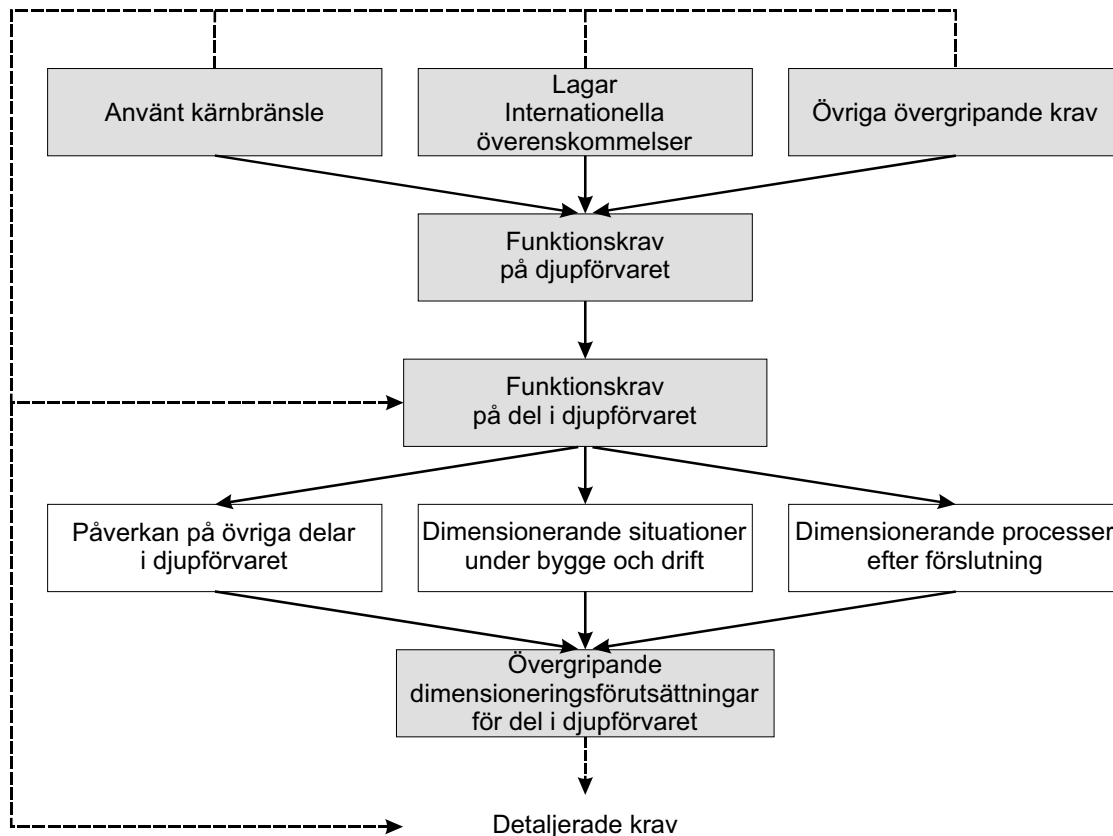 Använt kärnbränsle
Lagar
Internationella
överenskommelser
Övriga övergripande krav
Funktionskrav
på djupförvaret
Funktionskrav
på del i djupförvaret
Påverkan på övriga delar
i djupförvaret
Dimensionerande situationer
under bygge och drift
Dimensionerande processer
efter förslutning
Övergripande
dimensioneringsförutsättningar
för del i djupförvaret
Detaljerade krav